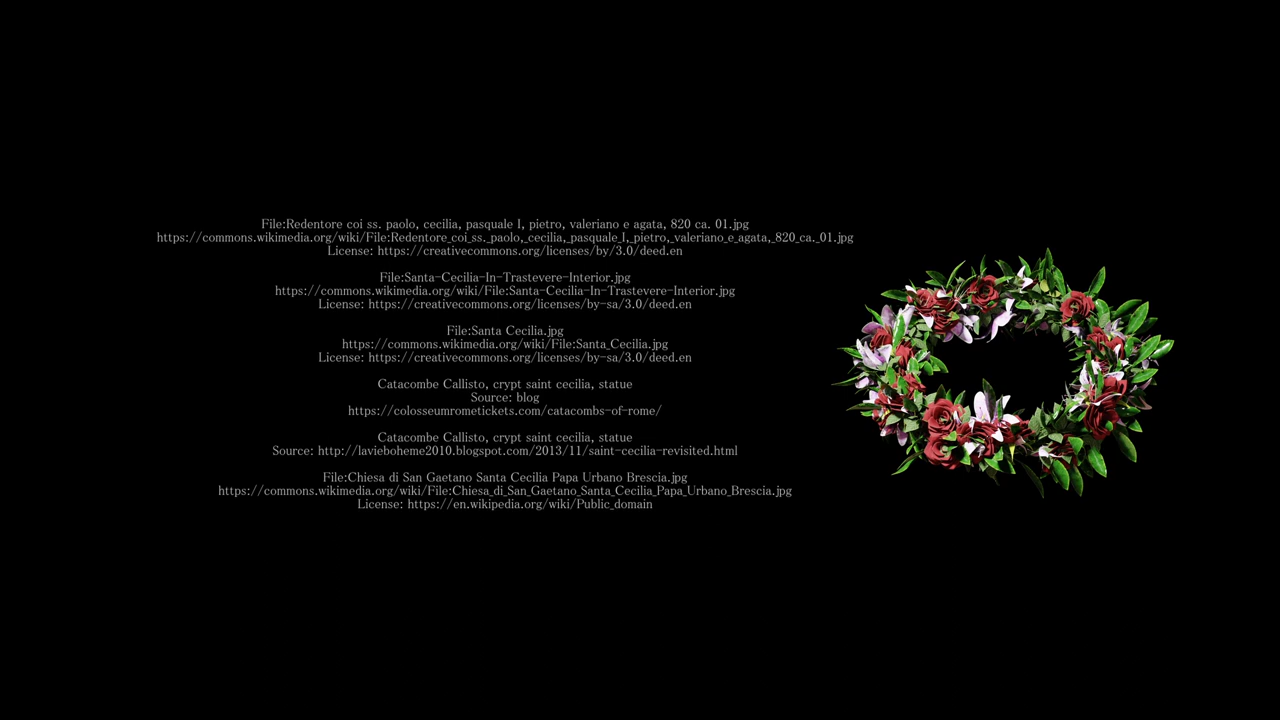 File:Redentore coi ss. paolo, cecilia, pasquale I, pietro, valeriano e agata, 820 ca. 01.jpg
https://commons.wikimedia.org/wiki/File:Redentore_coi_ss._paolo,_cecilia,_pasquale_I,_pietro,_valeriano_e_agata,_820_ca._01.jpg
License: https://creativecommons.org/licenses/by/3.0/deed.en
File:Santa-Cecilia-In-Trastevere-Interior.jpg
https://commons.wikimedia.org/wiki/File:Santa-Cecilia-In-Trastevere-Interior.jpg
License: https://creativecommons.org/licenses/by-sa/3.0/deed.en
File:Santa Cecilia.jpg
https://commons.wikimedia.org/wiki/File:Santa_Cecilia.jpg
License: https://creativecommons.org/licenses/by-sa/3.0/deed.en
Catacombe Callisto, crypt saint cecilia, statue
Source: blog
https://colosseumrometickets.com/catacombs-of-rome/
Catacombe Callisto, crypt saint cecilia, statue
Source: http://lavieboheme2010.blogspot.com/2013/11/saint-cecilia-revisited.html
File:Chiesa di San Gaetano Santa Cecilia Papa Urbano Brescia.jpg
https://commons.wikimedia.org/wiki/File:Chiesa_di_San_Gaetano_Santa_Cecilia_Papa_Urbano_Brescia.jpg
License: https://en.wikipedia.org/wiki/Public_domain